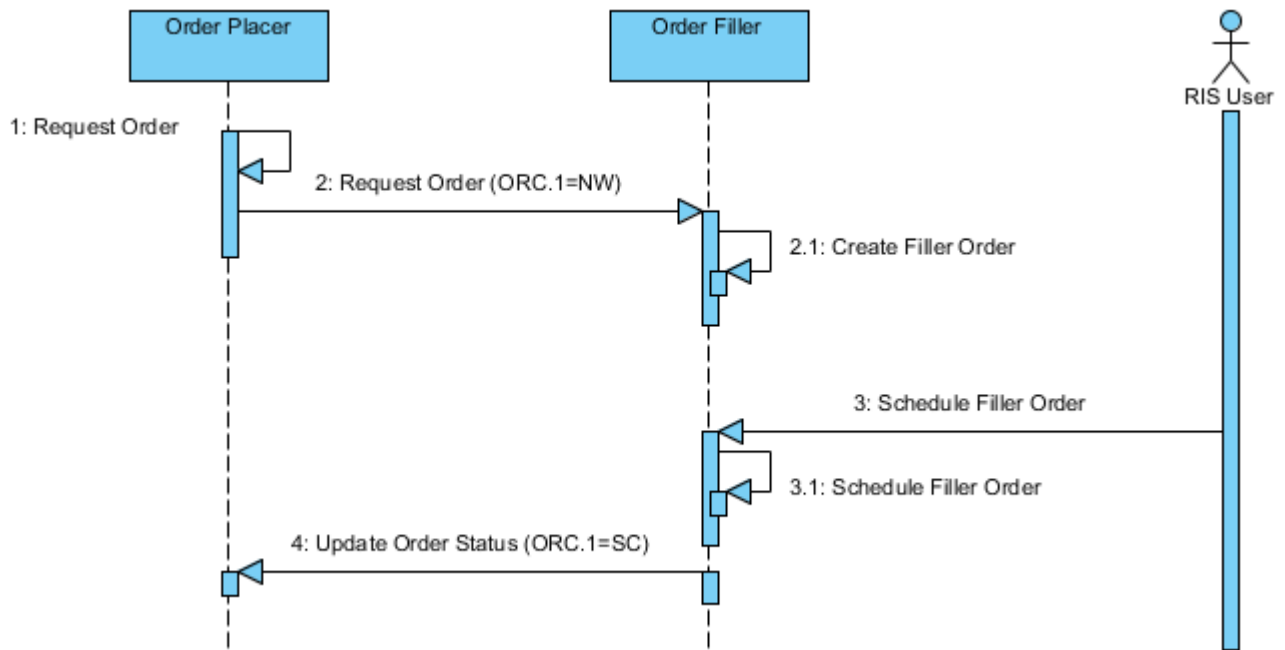 Order Placer
Order Filler
RIS User
1: Request Order
2: Request Order (ORC.1=NW)
2.1: Create Filler Order
3: Schedule Filler Order
3.1: Schedule Filler Order
4: Update Order Status (ORC.1=SC)